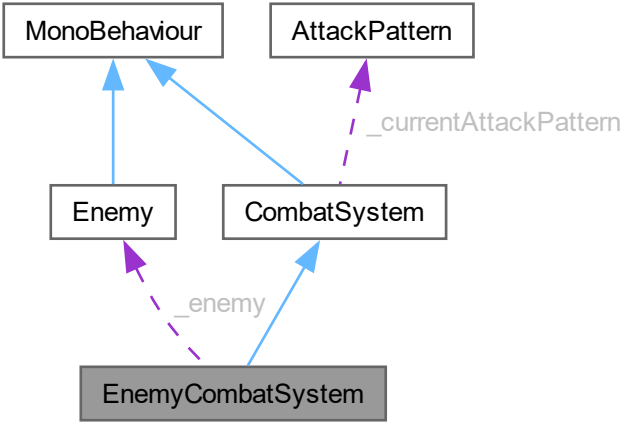 MonoBehaviour
AttackPattern
_currentAttackPattern
Enemy
CombatSystem
_enemy
EnemyCombatSystem